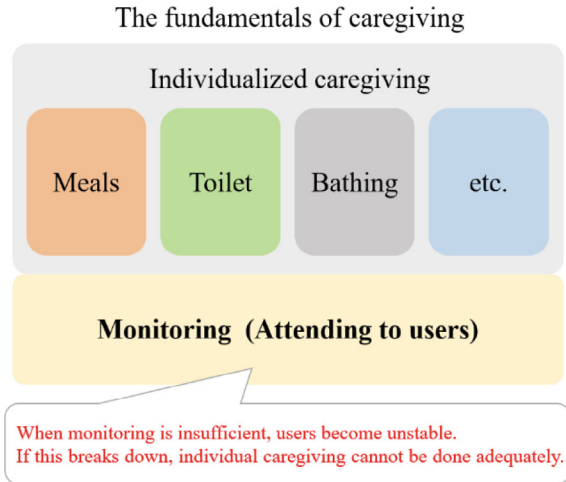 The fundamentals of caregiving
Individualized caregiving
Meals
Toilet
Bathing
etc.
Monitoring (Attending to users)
When monitoring is insufficient, users become unstable.
If this breaks down, individual caregiving cannot be done adequately.